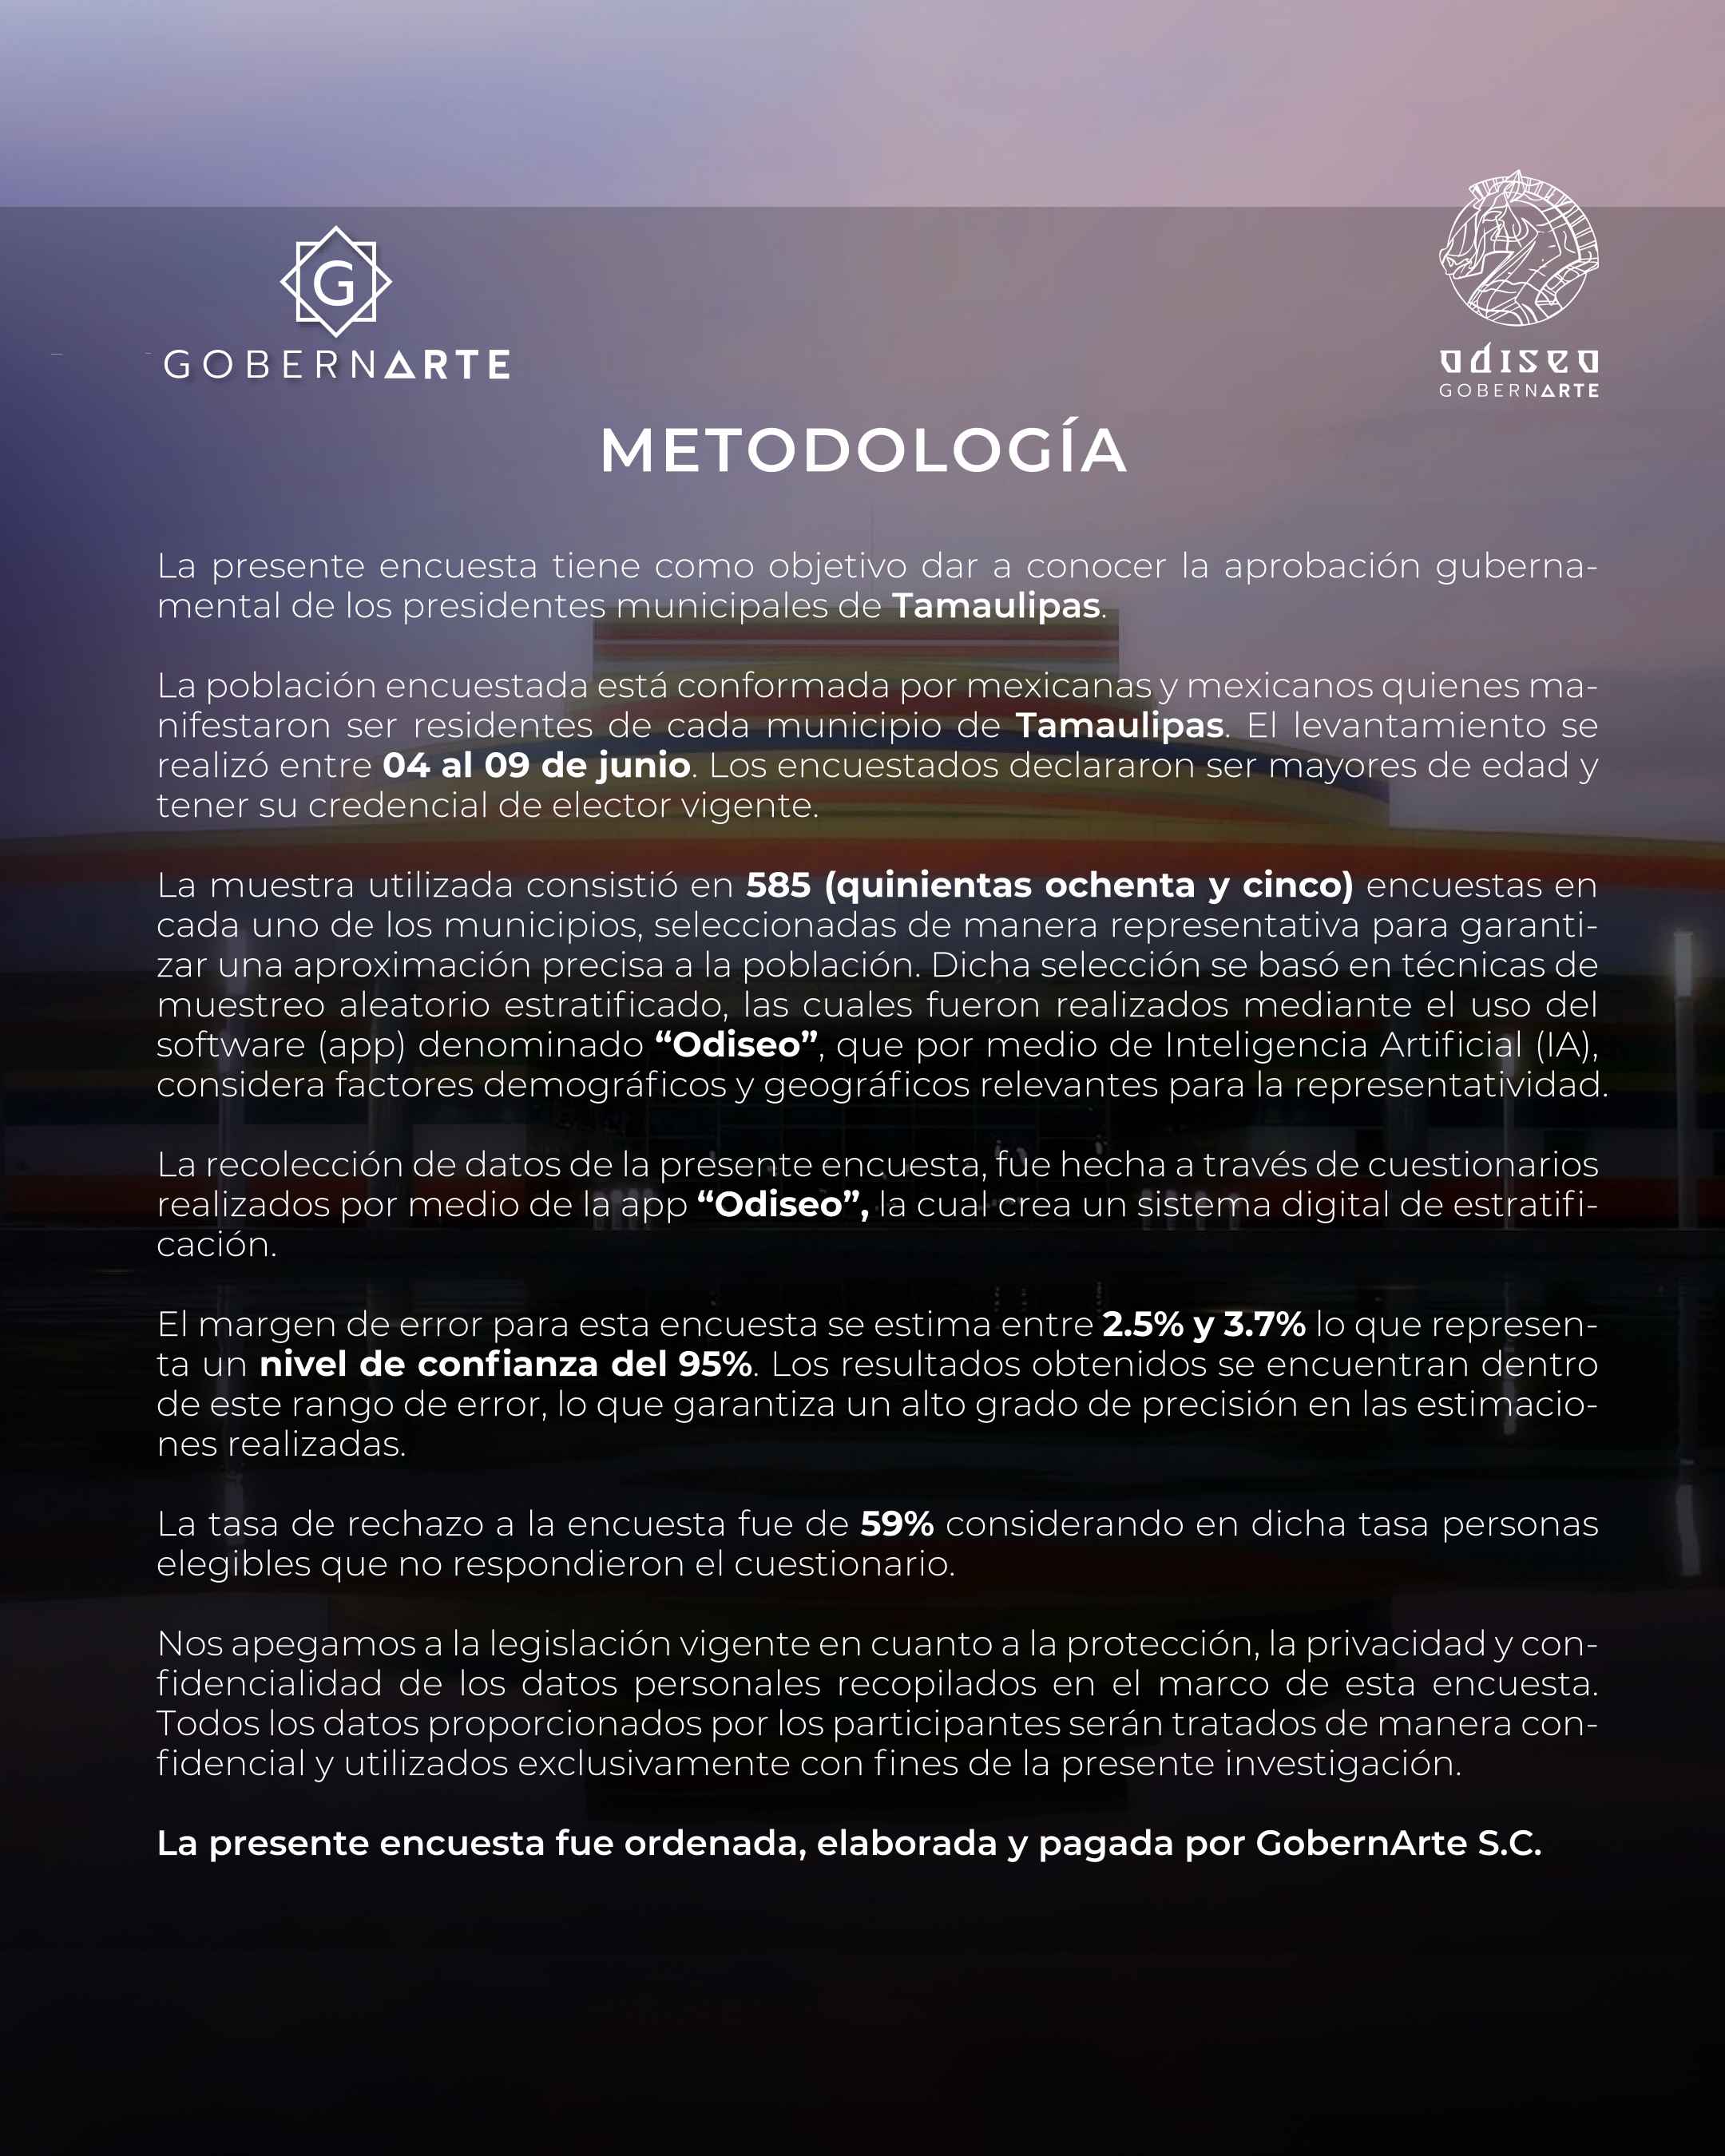 G
GOBERNARTE
odiseo
GOBERNARTE
METODOLOGÍA
La presente encuesta tiene como objetivo dar a conocer la aprobación guberna-
mental de los presidentes municipales de Tamaulipas.
La población encuestada está conformada por mexicanas y mexicanos quienes ma-
nifestaron ser residentes de cada municipio de Tamaulipas. El levantamiento se
realizó entre 04 al 09 de junio. Los encuestados declararon ser mayores de edad y
tener su credencial de elector vigente.
La muestra utilizada consistió en 585 (quinientas ochenta y cinco) encuestas en
cada uno de los municipios, seleccionadas de manera representativa para garanti-
zar una aproximación precisa a la población. Dicha selección se basó en técnicas de
muestreo aleatorio estratificado, las cuales fueron realizados mediante el uso del
software (app) denominado “Odiseo”, que por medio de Inteligencia Artificial (IA),
considera factores demográficos y geográficos relevantes para la representatividad.
La recolección de datos de la presente encuesta, fue hecha a través de cuestionarios
realizados por medio de la app “Odiseo”, la cual crea un sistema digital de estratifi-
cación.
El margen de error para esta encuesta se estima entre 2.5% y 3.7% lo que represen-
ta un nivel de confianza del 95%. Los resultados obtenidos se encuentran dentro
de este rango de error, lo que garantiza un alto grado de precisión en las estimacio-
nes realizadas.
La tasa de rechazo a la encuesta fue de 59% considerando en dicha tasa personas
elegibles que no respondieron el cuestionario.
Nos apegamos a la legislación vigente en cuanto a la protección, la privacidad y con-
fidencialidad de los datos personales recopilados en el marco de esta encuesta.
Todos los datos proporcionados por los participantes serán tratados de manera con-
fidencial y utilizados exclusivamente con fines de la presente investigación.
La presente encuesta fue ordenada, elaborada y pagada por GobernArte S.C.